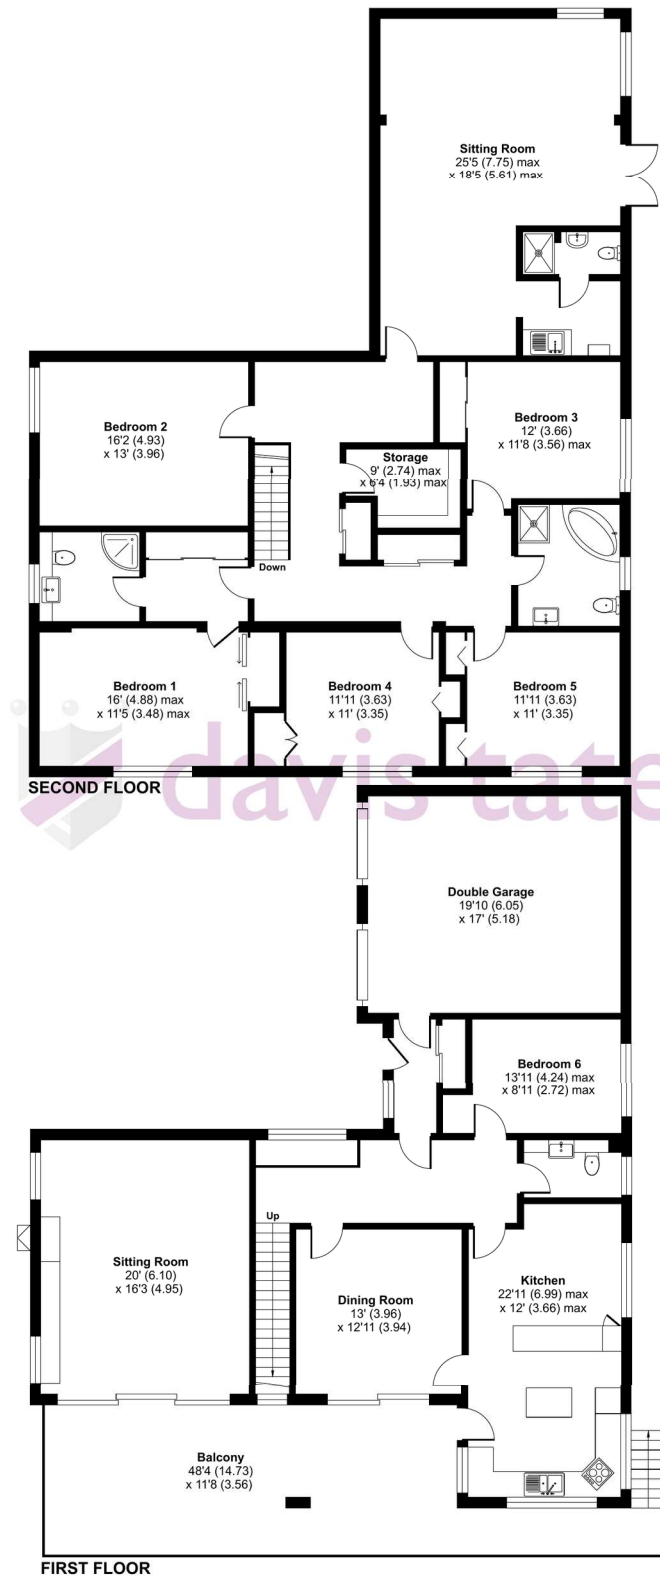 Sitting Room
25'5 (7.75) max
x 18'5 (5.61) max
Bedroom 2
16'2 (4.93)
x 13' (3.96)
Bedroom 3
12' (3.66)
x 11'8 (3.56) max
Storage
9' (2.74) max
x 6'4 (1.93) max
Down
Bedroom 1
16' (4.88) max
x 11'5 (3.48) max
Bedroom 4
11'11 (3.63)
x 11' (3.35)
Bedroom 5
11'11 (3.63)
x 11' (3.35)
SECOND FLOOR
davis tate
Double Garage
19'10 (6.05)
x 17' (5.18)
Bedroom 6
13'11 (4.24) max
x 8'11 (2.72) max
Up
Sitting Room
20' (6.10)
x 16'3 (4.95)
Dining Room
13' (3.96)
x 12'11 (3.94)
Kitchen
22'11 (6.99) max
x 12' (3.66) max
Balcony
48'4 (14.73)
x 11'8 (3.56)
FIRST FLOOR